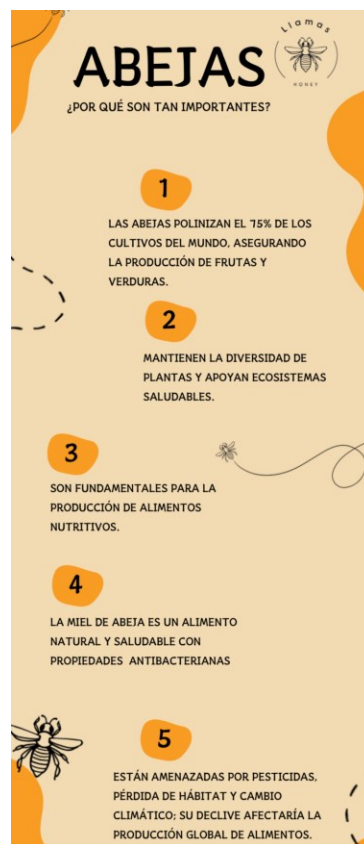 Llamas
HONEY
ABEJAS
¿POR QUÉ SON TAN IMPORTANTES?
1
LAS ABEJAS POLINIZAN EL 75% DE LOS
CULTIVOS DEL MUNDO, ASEGURANDO
LA PRODUCCIÓN DE FRUTAS Y
VERDURAS.
2
MANTIENEN LA DIVERSIDAD DE
PLANTAS Y APOYAN ECOSISTEMAS
SALUDABLES.
3
SON FUNDAMENTALES PARA LA
PRODUCCIÓN DE ALIMENTOS
NUTRITIVOS.
4
LA MIEL DE ABEJA ES UN ALIMENTO
NATURAL Y SALUDABLE CON
PROPIEDADES ANTIBACTERIANAS
5
ESTÁN AMENAZADAS POR PESTICIDAS,
PÉRDIDA DE HÁBITAT Y CAMBIO
CLIMÁTICO; SU DECLIVE AFECTARÍA LA
PRODUCCIÓN GLOBAL DE ALIMENTOS.